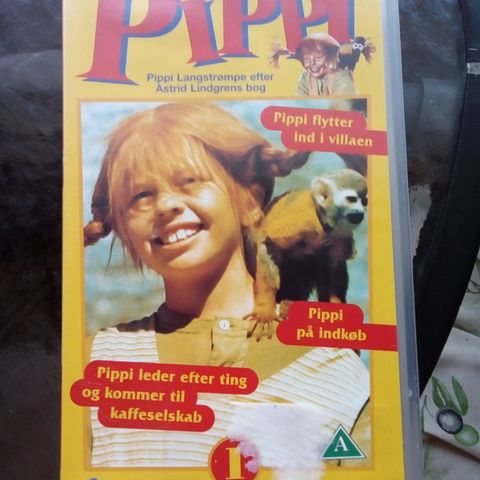 Pippi
Pippi Langstrømpe efter
Astrid Lindgrens bog
Pippi flytter
ind i villaen
Pippi
på indkøb
Pippi leder efter ting
og kommer til
kaffeselskab
1
A